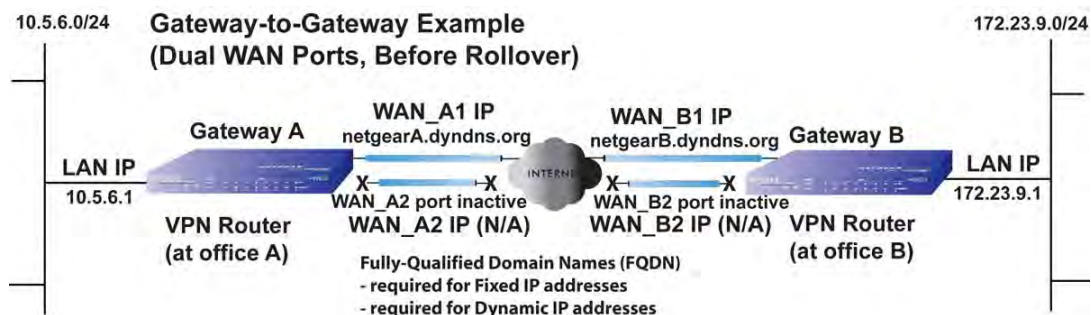 10.5.6.0/24
Gateway-to-Gateway Example
(Dual WAN Ports, Before Rollover)
172.23.9.0/24
WAN_A1 IP
netgearA.dyndns.org
WAN_B1 IP
netgearB.dyndns.org
Gateway A
Gateway B
LAN IP
10.5.6.1
INTERNE
LAN IP
172.23.9.1
X
X
X
X
WAN_A2 port inactive
WAN_A2 IP (N/A)
WAN_B2 port inactive
WAN_B2 IP (N/A)
VPN Router
(at office A)
VPN Router
(at office B)
Fully-Qualified Domain Names (FQDN)
- required for Fixed IP addresses
- required for Dynamic IP addresses